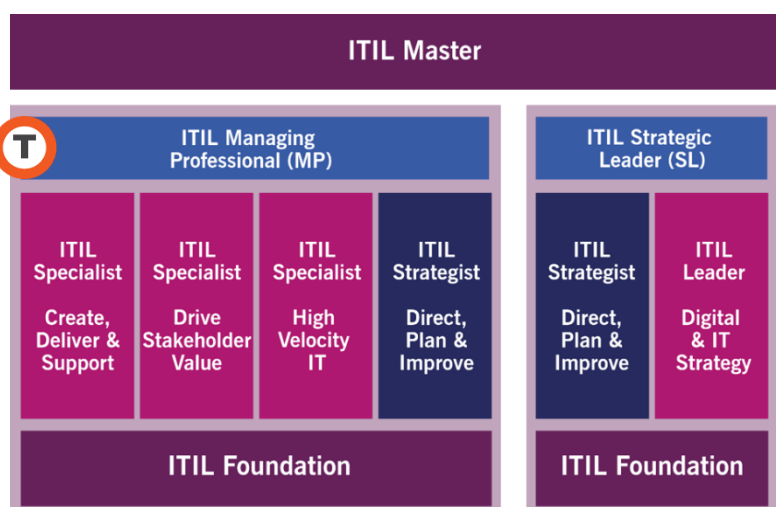 ITIL Master
T
ITIL Managing
Professional (MP)
ITIL Strategic
Leader (SL)
ITIL
Specialist
Create,
Deliver &
Support
ITIL
Specialist
Drive
Stakeholder
Value
ITIL
Specialist
High
Velocity
IT
ITIL
Strategist
Direct,
Plan &
Improve
ITIL
Strategist
Direct,
Plan &
Improve
ITIL
Leader
Digital
& IT
Strategy
ITIL Foundation
ITIL Foundation